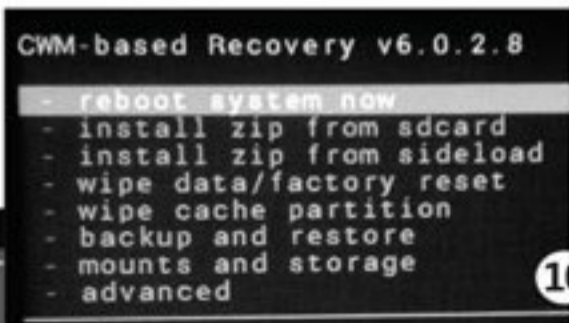 CWM-based Recovery v6.0.2.8
- reboot system now
- install zip from sdcard
- install zip from sideload
- wipe data/factory reset
- wipe cache partition
- backup and restore
- mounts and storage
- advanced